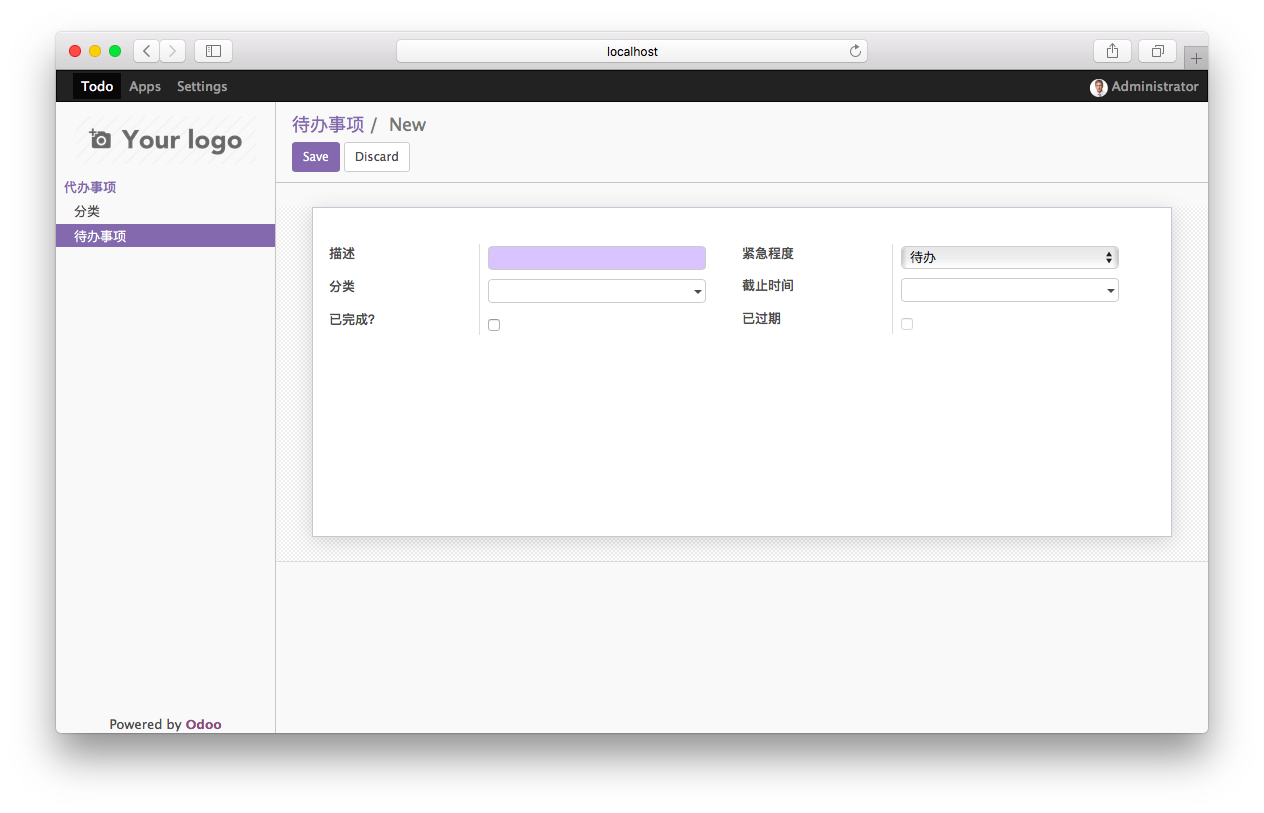 localhost
Todo Apps Settings Administrator
Your logo
代办事项
分类
待办事项
Powered by Odoo
待办事项 / New
Save Discard
描述
分类
已完成?
紧急程度 待办
截止时间
已过期